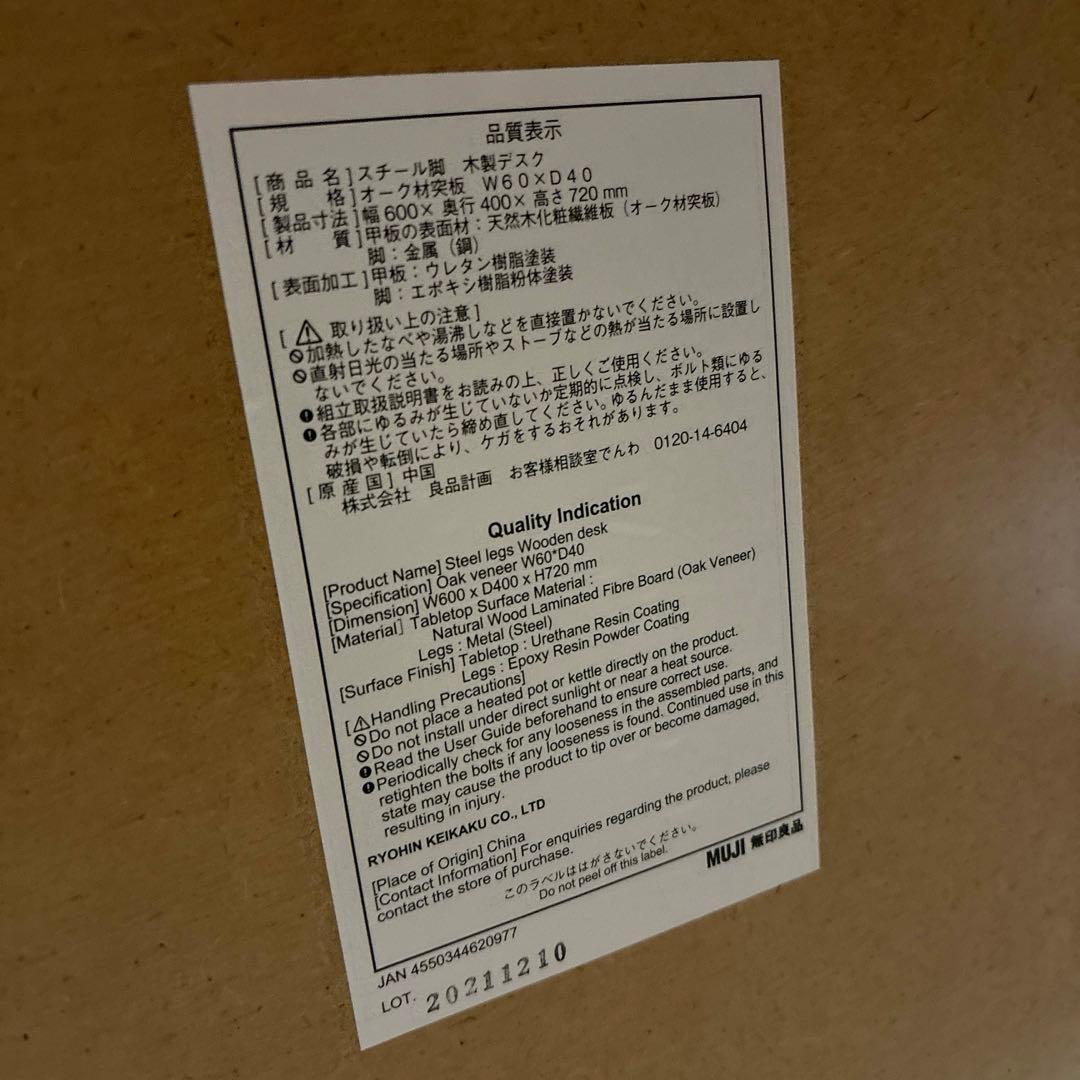 品質表示
[商品名]スチール脚 木製デスク
[規格]オーク材突板 W60×D40
[製品寸法]幅600×奥行400×高さ720mm
[材質]甲板の表面材:天然木化粧繊維板(オーク材突板)
脚:金属(鋼)
[表面加工]甲板:ウレタン樹脂塗装
脚:エポキシ樹脂粉体塗装
[⚠取り扱い上の注意]
加熱したなべや湯沸しなどを直接置かないでください。
直射日光の当たる場所やストーブなどの熱が当たる場所に設置し
ないでください。
組立取扱説明書をお読みの上、正しくご使用ください。
各部にゆるみが生じていないか定期的に点検し、ボルト類にゆる
みが生じていたら締め直してください。ゆるんだまま使用すると、
破損や転倒により、ケガをするおそれがあります。
[原産国]中国
株式会社 良品計画 お客様相談室でんわ 0120-14-6404
Quality Indication
[Product Name] Steel legs Wooden desk
[Specification] Oak veneer W60*D40
[Dimension] W600 x D400 x H720 mm
[Material] Tabletop Surface Material :
Natural Wood Laminated Fibre Board (Oak Veneer)
Legs : Metal (Steel)
[Surface Finish] Tabletop : Urethane Resin Coating
Legs : Epoxy Resin Powder Coating
[⚠Handling Precautions]
Do not place a heated pot or kettle directly on the product.
Do not install under direct sunlight or near a heat source.
Read the User Guide beforehand to ensure correct use.
Periodically check for any looseness in the assembled parts, and
retighten the bolts if any looseness is found. Continued use in this
state may cause the product to tip over or become damaged,
resulting in injury.
RYOHIN KEIKAKU CO., LTD
[Place of Origin] China
[Contact Information] For enquiries regarding the product, please
contact the store of purchase.
このラベルははがさないでください。
Do not peel off this label.
MUJI 無印良品
JAN 4550344620977
LOT. 20211210